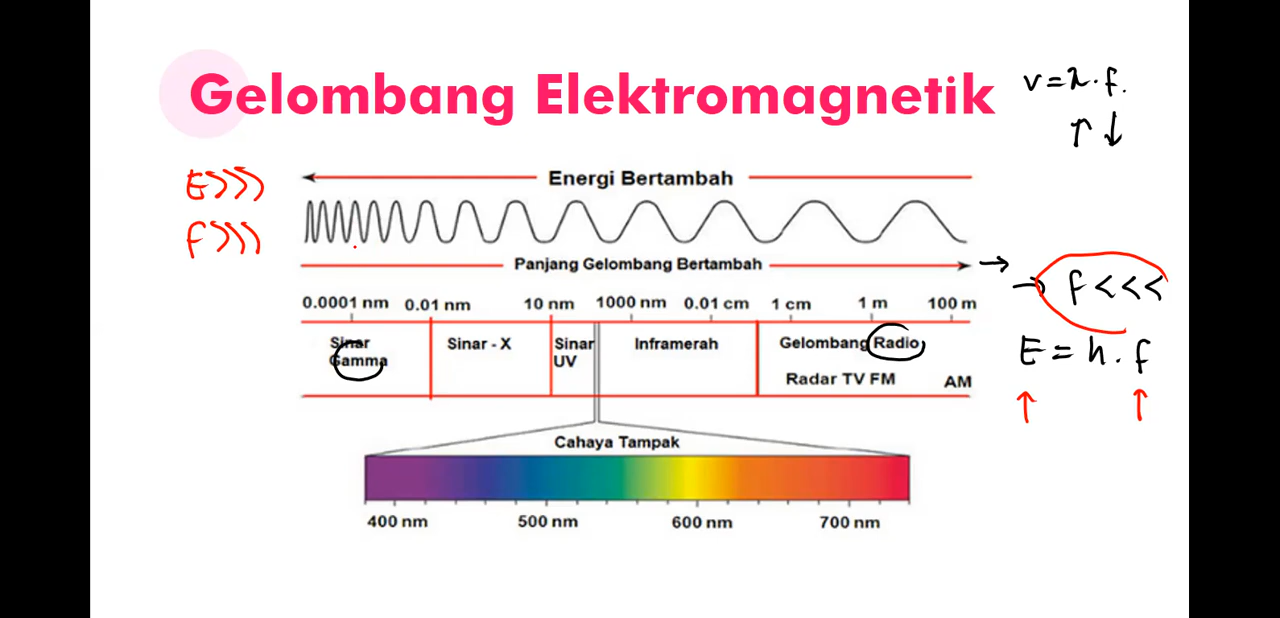 Gelombang Elektromagnetik
v = λ . f.
↑ ↓
E >>>
Energi Bertambah
f >>>
Panjang Gelombang Bertambah →
→ f <<<
0.0001 nm 0.01 nm 10 nm 1000 nm 0.01 cm 1 cm 1 m 100 m
Sinar Gamma Sinar - X Sinar UV Inframerah Gelombang Radio
E = h . f
Radar TV FM AM
↑ ↑
Cahaya Tampak
400 nm 500 nm 600 nm 700 nm